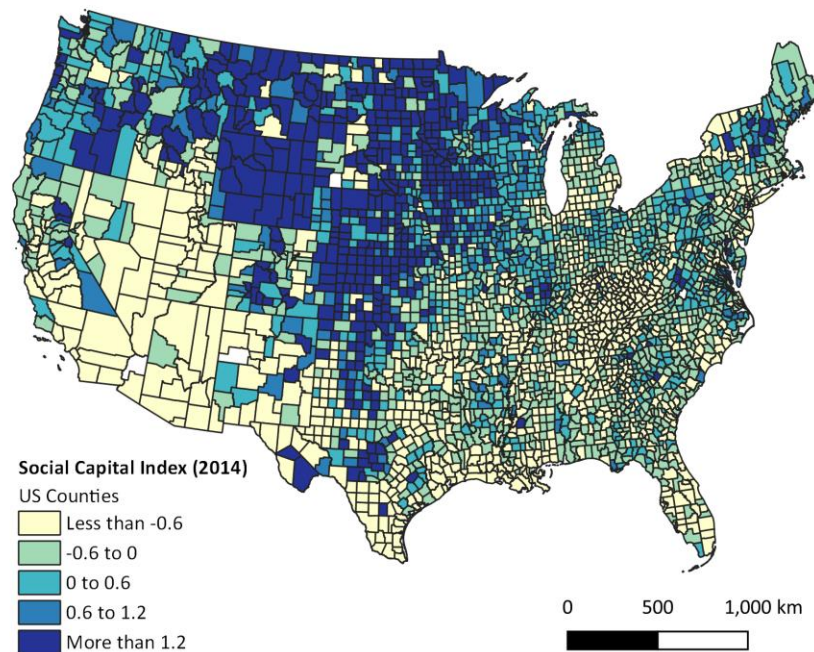 Social Capital Index (2014)
US Counties
Less than -0.6
-0.6 to 0
0 to 0.6
0.6 to 1.2
More than 1.2
0 500 1,000 km